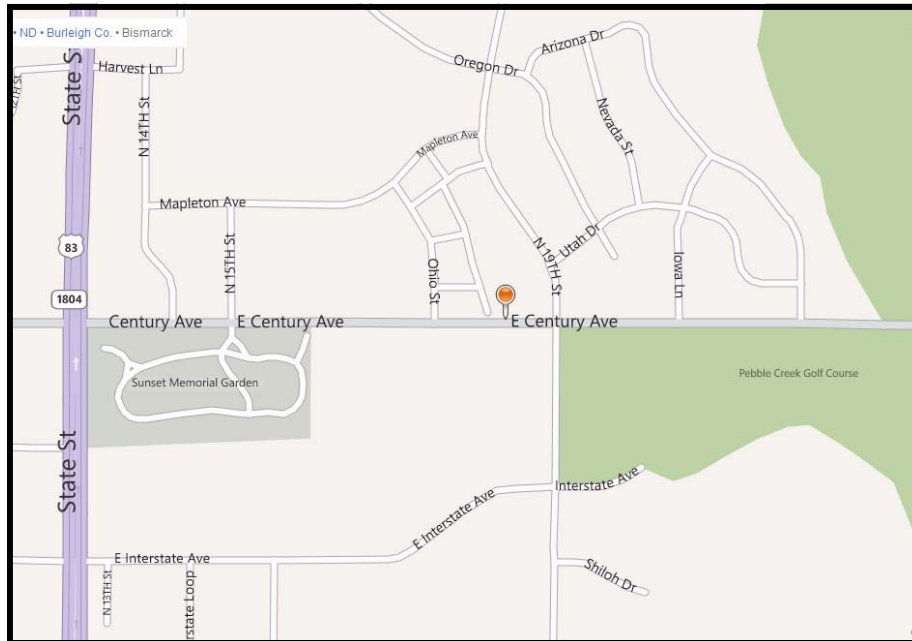 • ND • Burleigh Co. • Bismarck
State S
Harvest Ln
12TH St
N 14TH St
Oregon Dr
Arizona Dr
Nevada St
Mapleton Ave
Mapleton Ave
83
N 15TH St
Ohio St
N 19TH St
Utah Dr
Iowa Ln
1804
Century Ave
E Century Ave
E Century Ave
Sunset Memorial Garden
Pebble Creek Golf Course
State St
E Interstate Ave
Interstate Ave
E Interstate Ave
N 13TH St
rstate Loop
Shiloh Dr